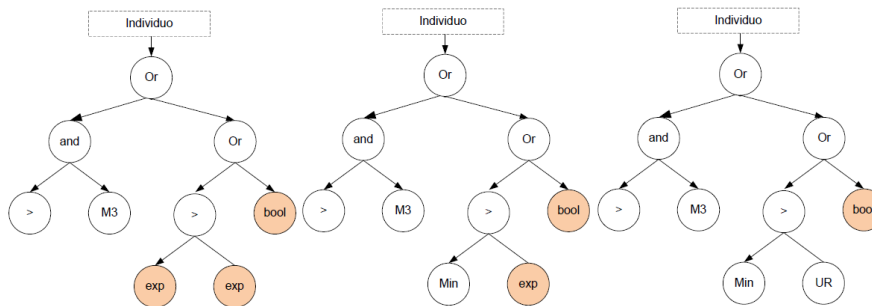 Individuo
Individuo
Individuo
Or
Or
Or
and
Or
and
Or
and
Or
>
M3
>
bool
>
M3
>
bool
>
M3
>
boo
exp
exp
Min
exp
Min
UR